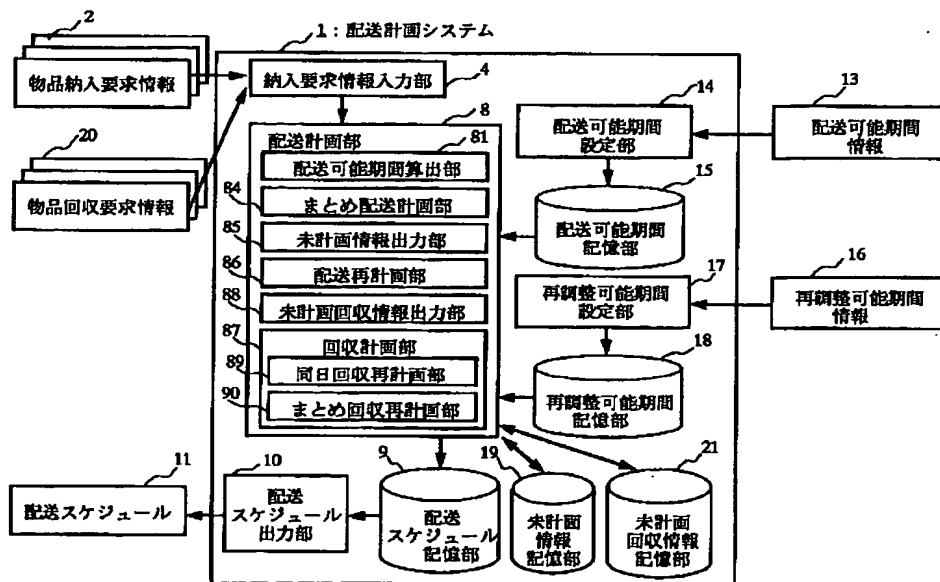 2
1：配送計画システム
物品納入要求情報
納入要求情報入力部
4
20
物品回収要求情報
8
配送計画部
81
配送可能期間算出部
84
まとめ配送計画部
85
未計画情報出力部
86
配送再計画部
88
未計画回収情報出力部
87
回収計画部
89
同日回収再計画部
90
まとめ回収再計画部
14
配送可能期間
設定部
13
配送可能期間
情報
15
配送可能期間
記憶部
17
再調整可能期間
設定部
16
再調整可能期間
情報
18
再調整可能期間
記憶部
11
配送スケジュール
10
配送
スケジュール
出力部
9
配送
スケジュール
記憶部
19
未計画
情報
記憶部
21
未計画
回収情報
記憶部